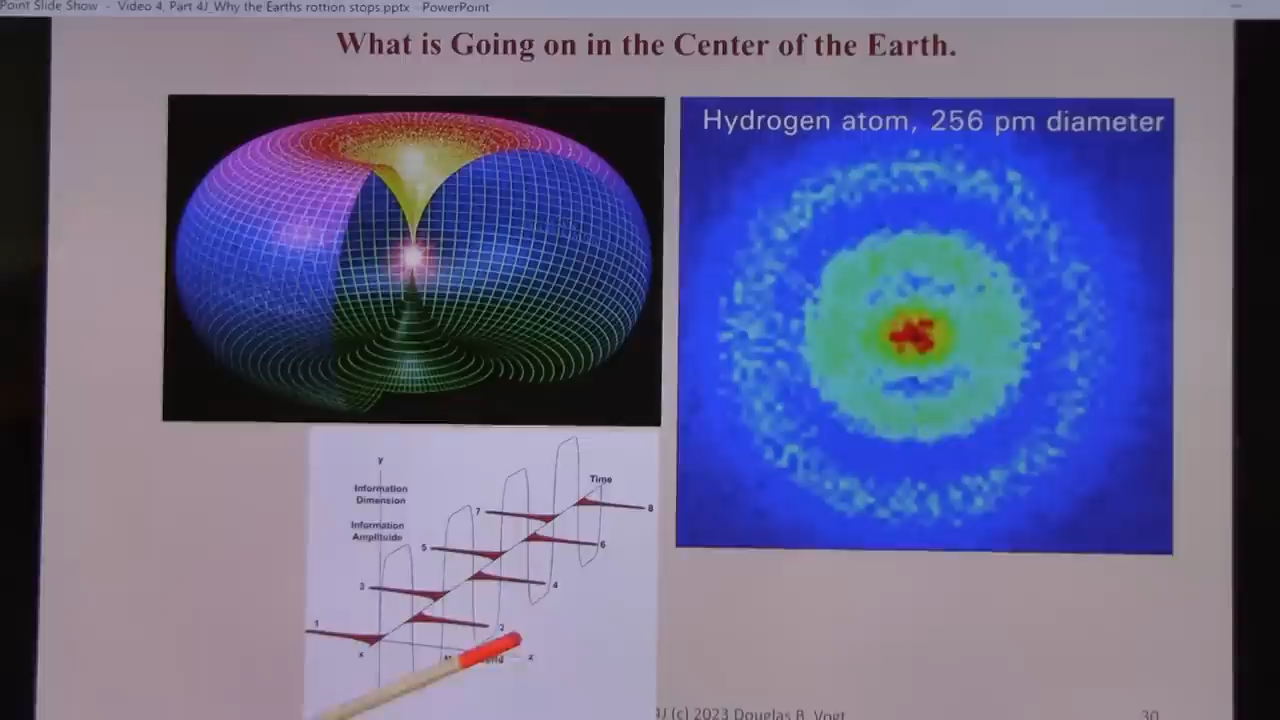 Point Slide Show - Video 4, Part 4J_Why the Earths rottion stops pptx - PowerPoint
What is Going on in the Center of the Earth.
Hydrogen atom, 256 pm diameter
y
Information
Dimension
Information
Amplitude
Time
7
8
5
6
3
4
1
2
x
z
(c) 2023 Douglas B. Vogt
30